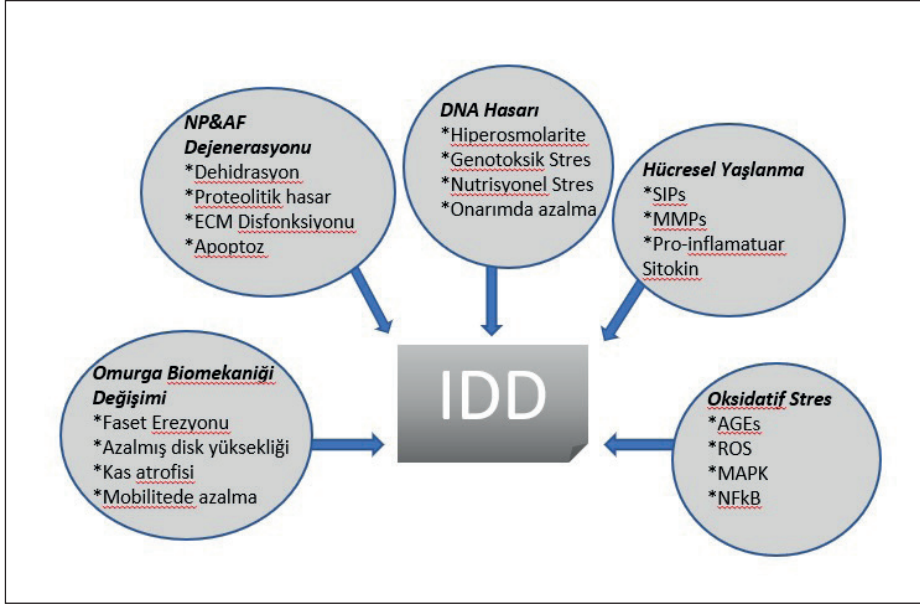 NP&AF
Dejenerasyonu
*Dehidrasyon
*Proteolitik hasar
*ECM Disfonksiyonu
*Apoptoz
DNA Hasarı
*Hiperosmolarite
*Genotoksik Stres
*Nutrisyonel Stres
*Onarımda azalma
Hücresel Yaşlanma
*SIPs
*MMPs
*Pro-inflamatuar
Sitokin
Omurga Biomekaniği
Değişimi
*Faset Erezyonu
*Azalmış disk yüksekliği
*Kas atrofisi
*Mobilitede azalma
IDD
Oksidatif Stres
*AGEs
*ROS
*MAPK
*NFkB